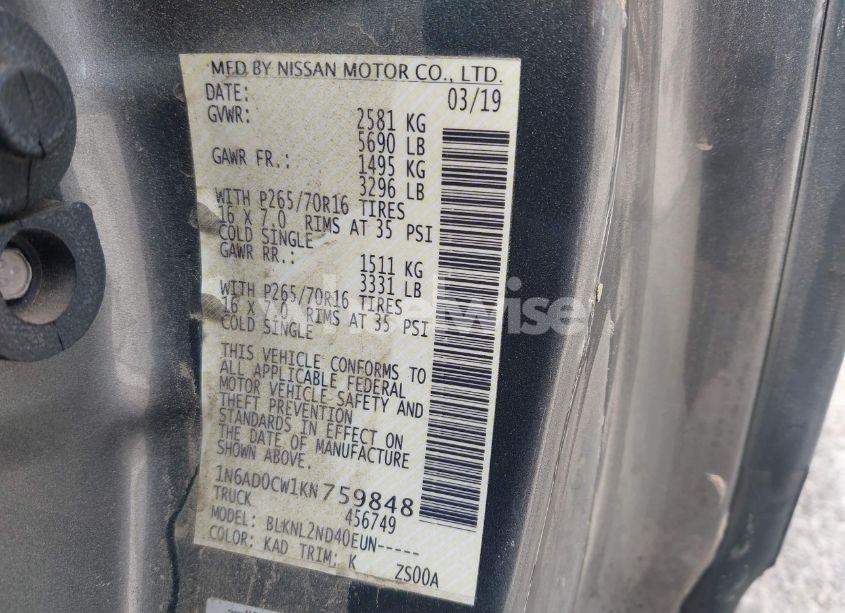 MFD BY NISSAN MOTOR CO., LTD.
DATE: 03/19
GVWR: 2581 KG
5690 LB
GAWR FR.: 1495 KG
3296 LB
WITH P265/70R16 TIRES
16 X 7.0 RIMS AT 35 PSI
COLD SINGLE
GAWR RR.: 1511 KG
3331 LB
WITH P265/70R16 TIRES
16 X 7.0 RIMS AT 35 PSI
COLD SINGLE
THIS VEHICLE CONFORMS TO
ALL APPLICABLE FEDERAL
MOTOR VEHICLE SAFETY AND
THEFT PREVENTION
STANDARDS IN EFFECT ON
THE DATE OF MANUFACTURE
SHOWN ABOVE.
1N6AD0CW1KN759848
TRUCK 456749
MODEL: BLKNL2ND40EUN-----
COLOR: KAD TRIM: K ZS00A